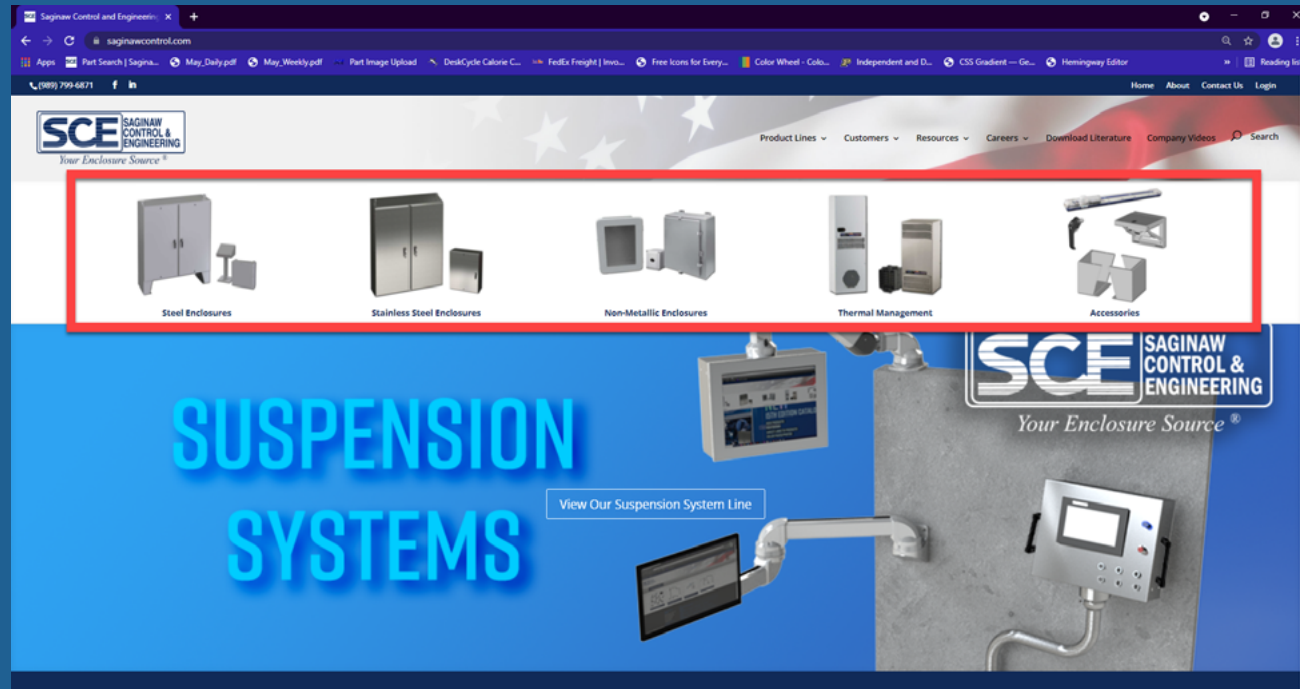 Saginaw Control and Engineering
saginawcontrol.com
Apps Part Search | Sagina... May_Daily.pdf May_Weekly.pdf Part Image Upload DeskCycle Calorie C... FedEx Freight | Invo... Free Icons for Every... Color Wheel - Colo... Independent and D... CSS Gradient — Ge... Hemingway Editor » Reading list
(989) 799-6871 f in Home About Contact Us Login
SCE SAGINAW
CONTROL &
ENGINEERING
Your Enclosure Source ®
Product Lines Customers Resources Careers Download Literature Company Videos Search
Steel Enclosures Stainless Steel Enclosures Non-Metallic Enclosures Thermal Management Accessories
SCE SAGINAW
CONTROL &
ENGINEERING
Your Enclosure Source ®
SUSPENSION
SYSTEMS
View Our Suspension System Line